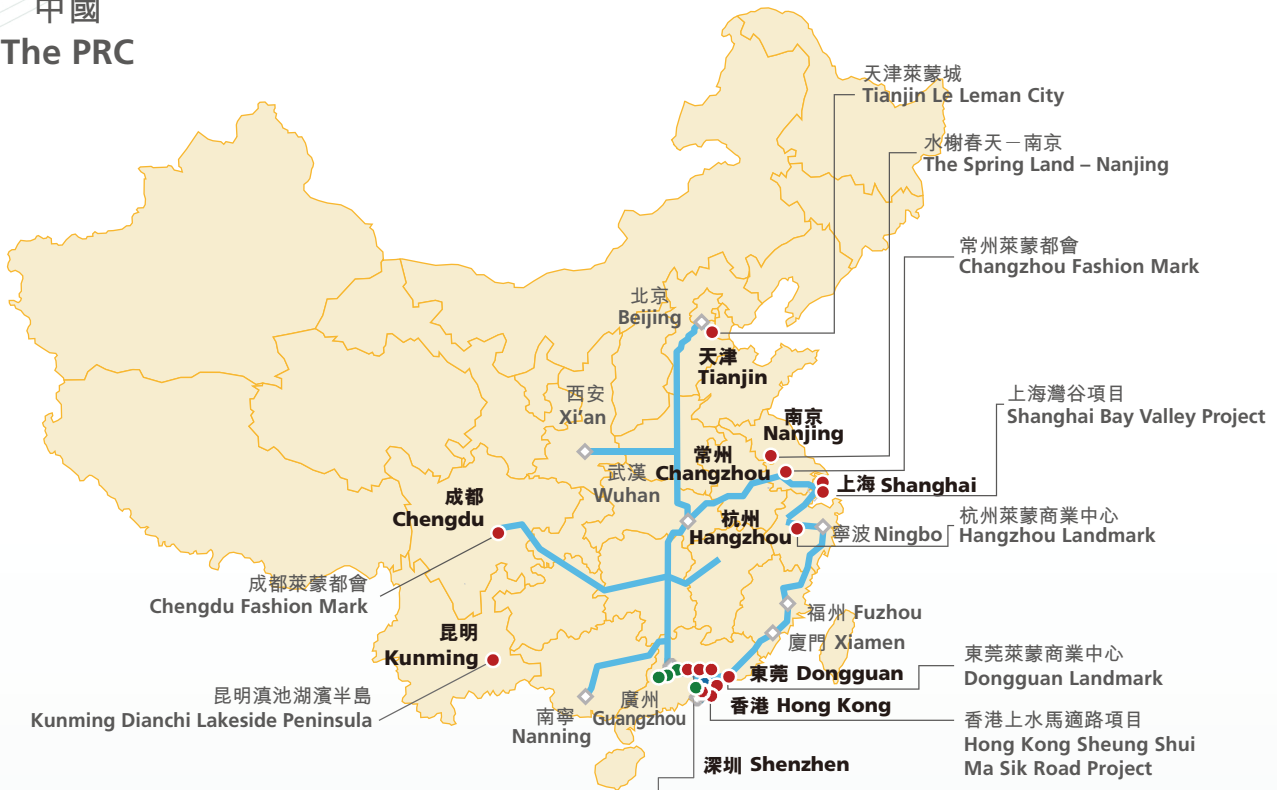 中國
The PRC
天津萊蒙城
Tianjin Le Leman City
水榭春天－南京
The Spring Land – Nanjing
常州萊蒙都會
Changzhou Fashion Mark
北京
Beijing
天津
Tianjin
西安
Xi'an
上海灣谷項目
Shanghai Bay Valley Project
南京
Nanjing
常州
Changzhou
武漢
Wuhan
上海 Shanghai
成都
Chengdu
杭州
Hangzhou
寧波 Ningbo
杭州萊蒙商業中心
Hangzhou Landmark
成都萊蒙都會
Chengdu Fashion Mark
福州 Fuzhou
廈門 Xiamen
昆明
Kunming
東莞 Dongguan
東莞萊蒙商業中心
Dongguan Landmark
昆明滇池湖濱半島
Kunming Dianchi Lakeside Peninsula
南寧
Nanning
廣州
Guangzhou
香港 Hong Kong
香港上水馬適路項目
Hong Kong Sheung Shui
Ma Sik Road Project
深圳 Shenzhen